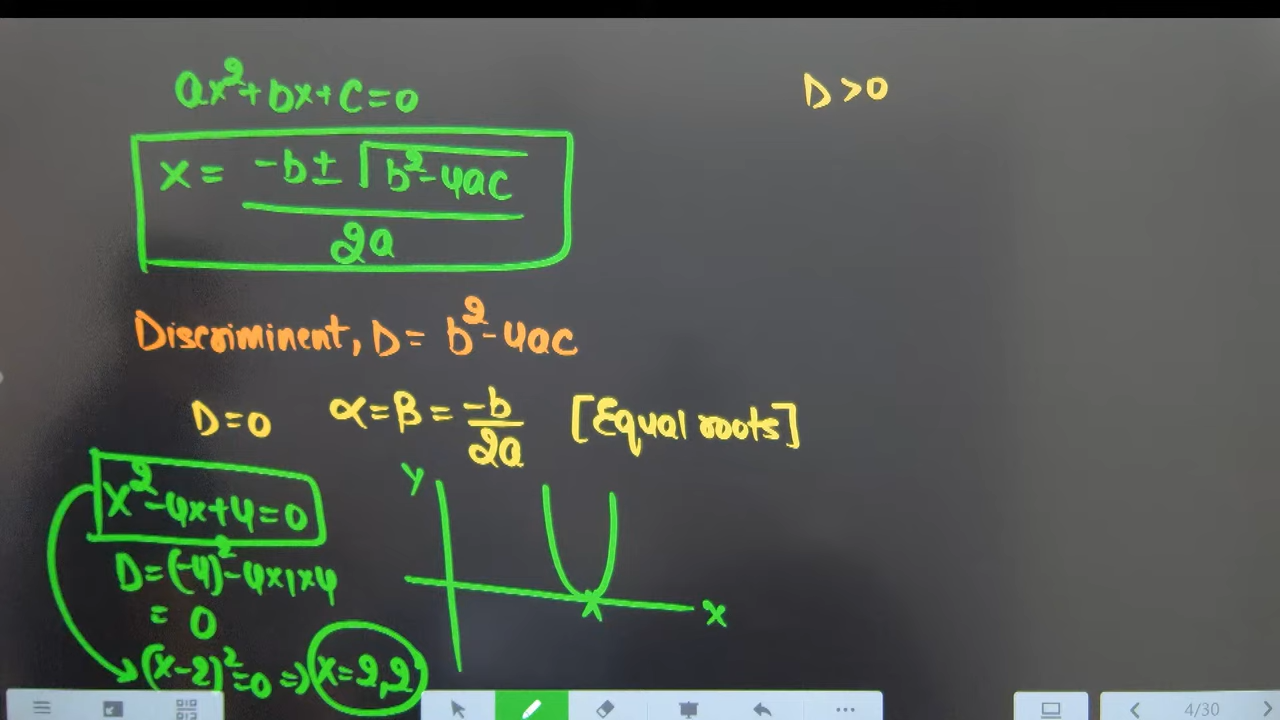 ax²+bx+c=0
x = -b ± √b²-4ac
2a
Discriminent, D = b²-4ac
D=0 α=β= -b/2a [Equal roots]
x²-4x+4=0
D=(-4)²-4×1×4
= 0
(x-2)²=0 ⇒ x=2,2
Y
X
D>0
4/30